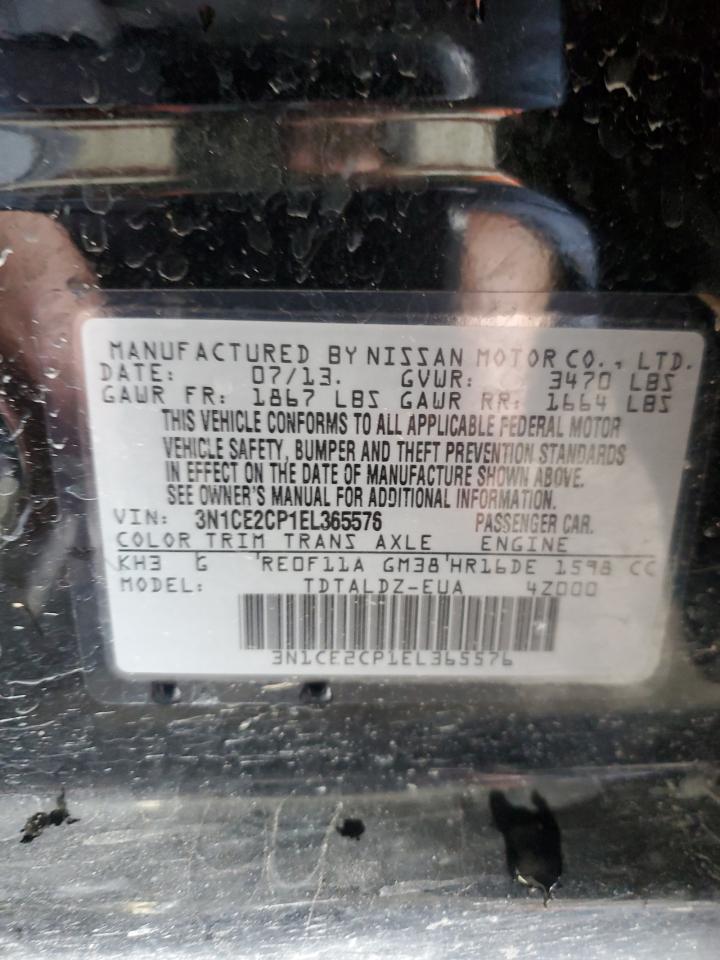 MANUFACTURED BY NISSAN MOTOR CO., LTD.
DATE: 07/13. GVWR: 3470 LBS
GAWR FR: 1867 LBS GAWR RR: 1664 LBS
THIS VEHICLE CONFORMS TO ALL APPLICABLE FEDERAL MOTOR
VEHICLE SAFETY, BUMPER AND THEFT PREVENTION STANDARDS
IN EFFECT ON THE DATE OF MANUFACTURE SHOWN ABOVE.
SEE OWNER'S MANUAL FOR ADDITIONAL INFORMATION.
VIN: 3N1CE2CP1EL365576 PASSENGER CAR.
COLOR TRIM TRANS AXLE ENGINE
KH3 G RE0F11A GM38 HR16DE 1598 CC
MODEL: TDTALDZ-EUA 4Z000
3N1CE2CP1EL365576